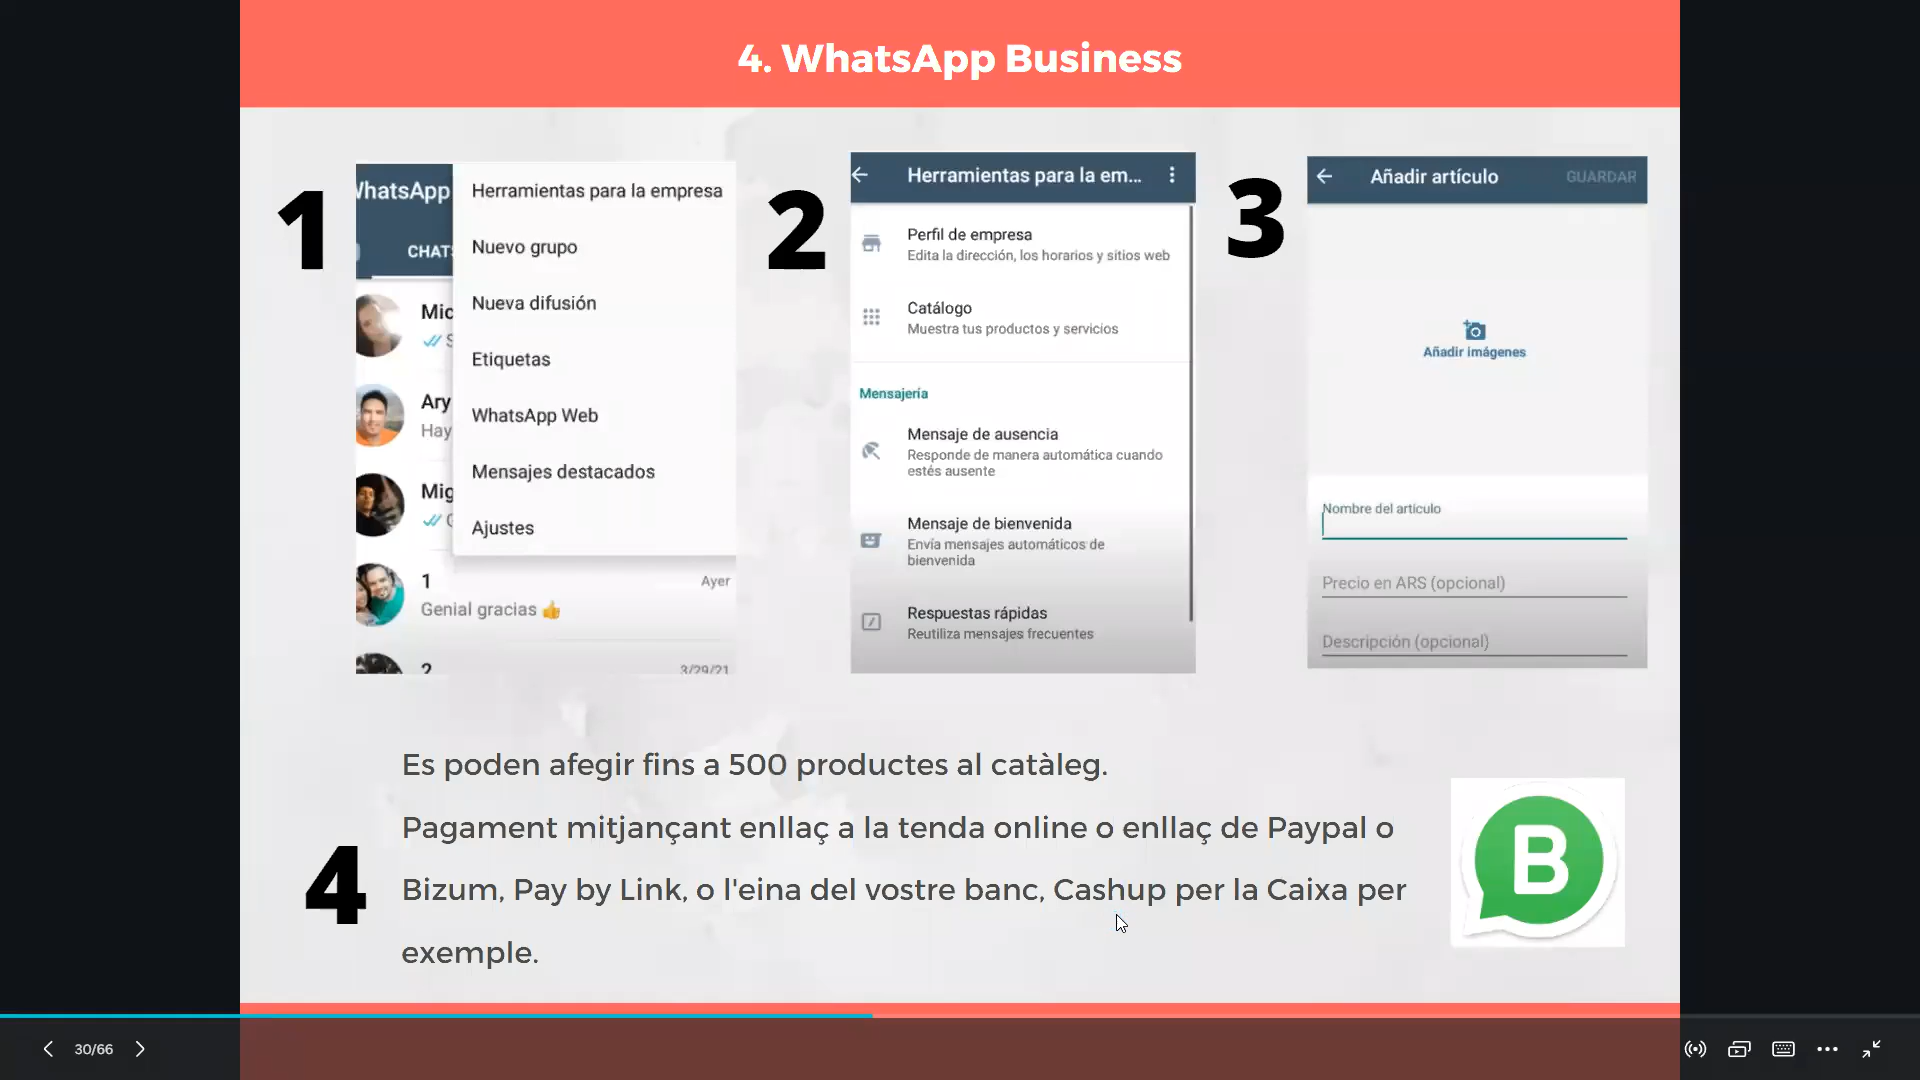 4. WhatsApp Business
1
WhatsApp
CHATS
Herramientas para la empresa
Nuevo grupo
Nueva difusión
Etiquetas
WhatsApp Web
Mensajes destacados
Ajustes
Mic
Ary
Hay
Mig
1
Ayer
Genial gracias 👍
2
3/29/21
2
Herramientas para la em...
Perfil de empresa
Edita la dirección, los horarios y sitios web
Catálogo
Muestra tus productos y servicios
Mensajería
Mensaje de ausencia
Responde de manera automática cuando
estés ausente
Mensaje de bienvenida
Envía mensajes automáticos de
bienvenida
Respuestas rápidas
Reutiliza mensajes frecuentes
3
Añadir artículo
GUARDAR
Añadir imágenes
Nombre del artículo
Precio en ARS (opcional)
Descripción (opcional)
4
Es poden afegir fins a 500 productes al catàleg.
Pagament mitjançant enllaç a la tenda online o enllaç de Paypal o
Bizum, Pay by Link, o l'eina del vostre banc, Cashup per la Caixa per
exemple.
B
30/66